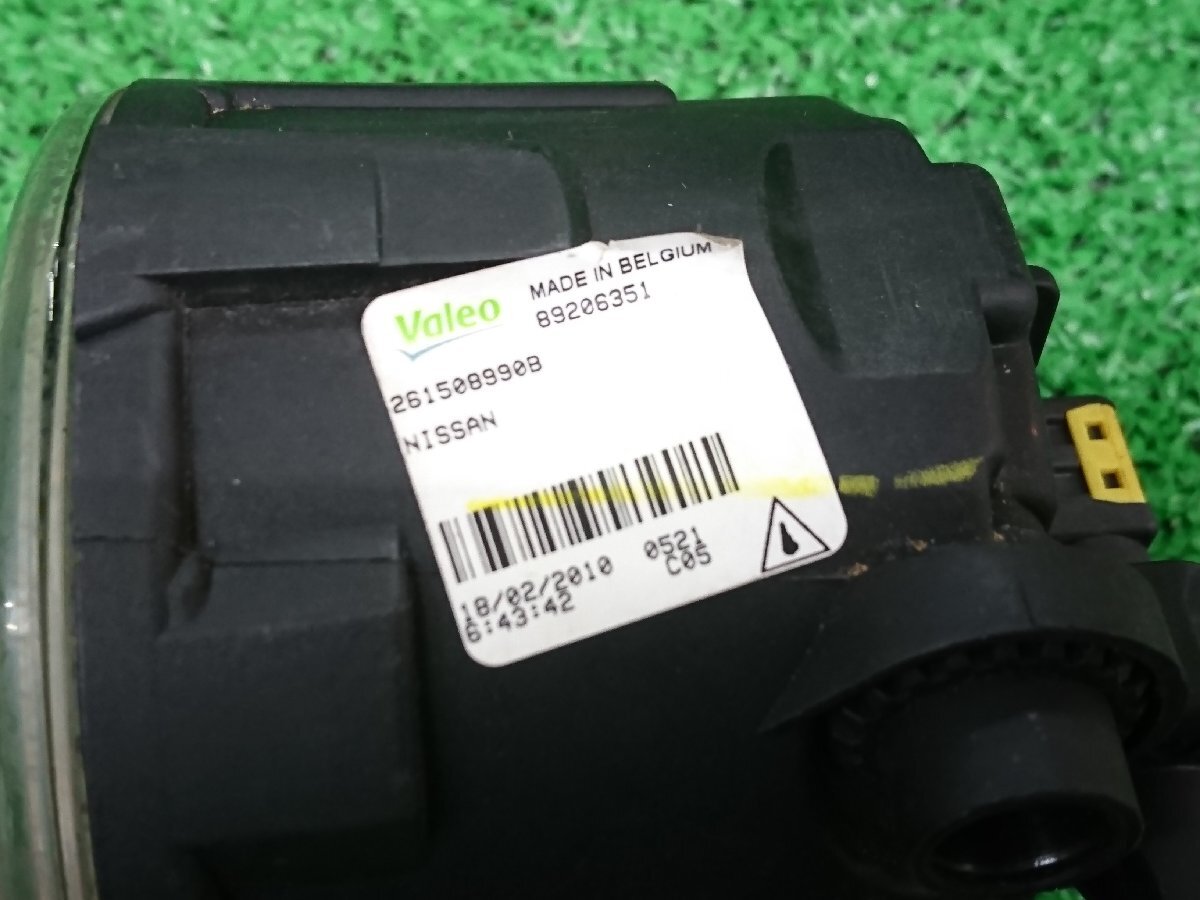 Valeo
MADE IN BELGIUM
89206351
261508990B
NISSAN
18/02/2010 0521
6:43:42 C05